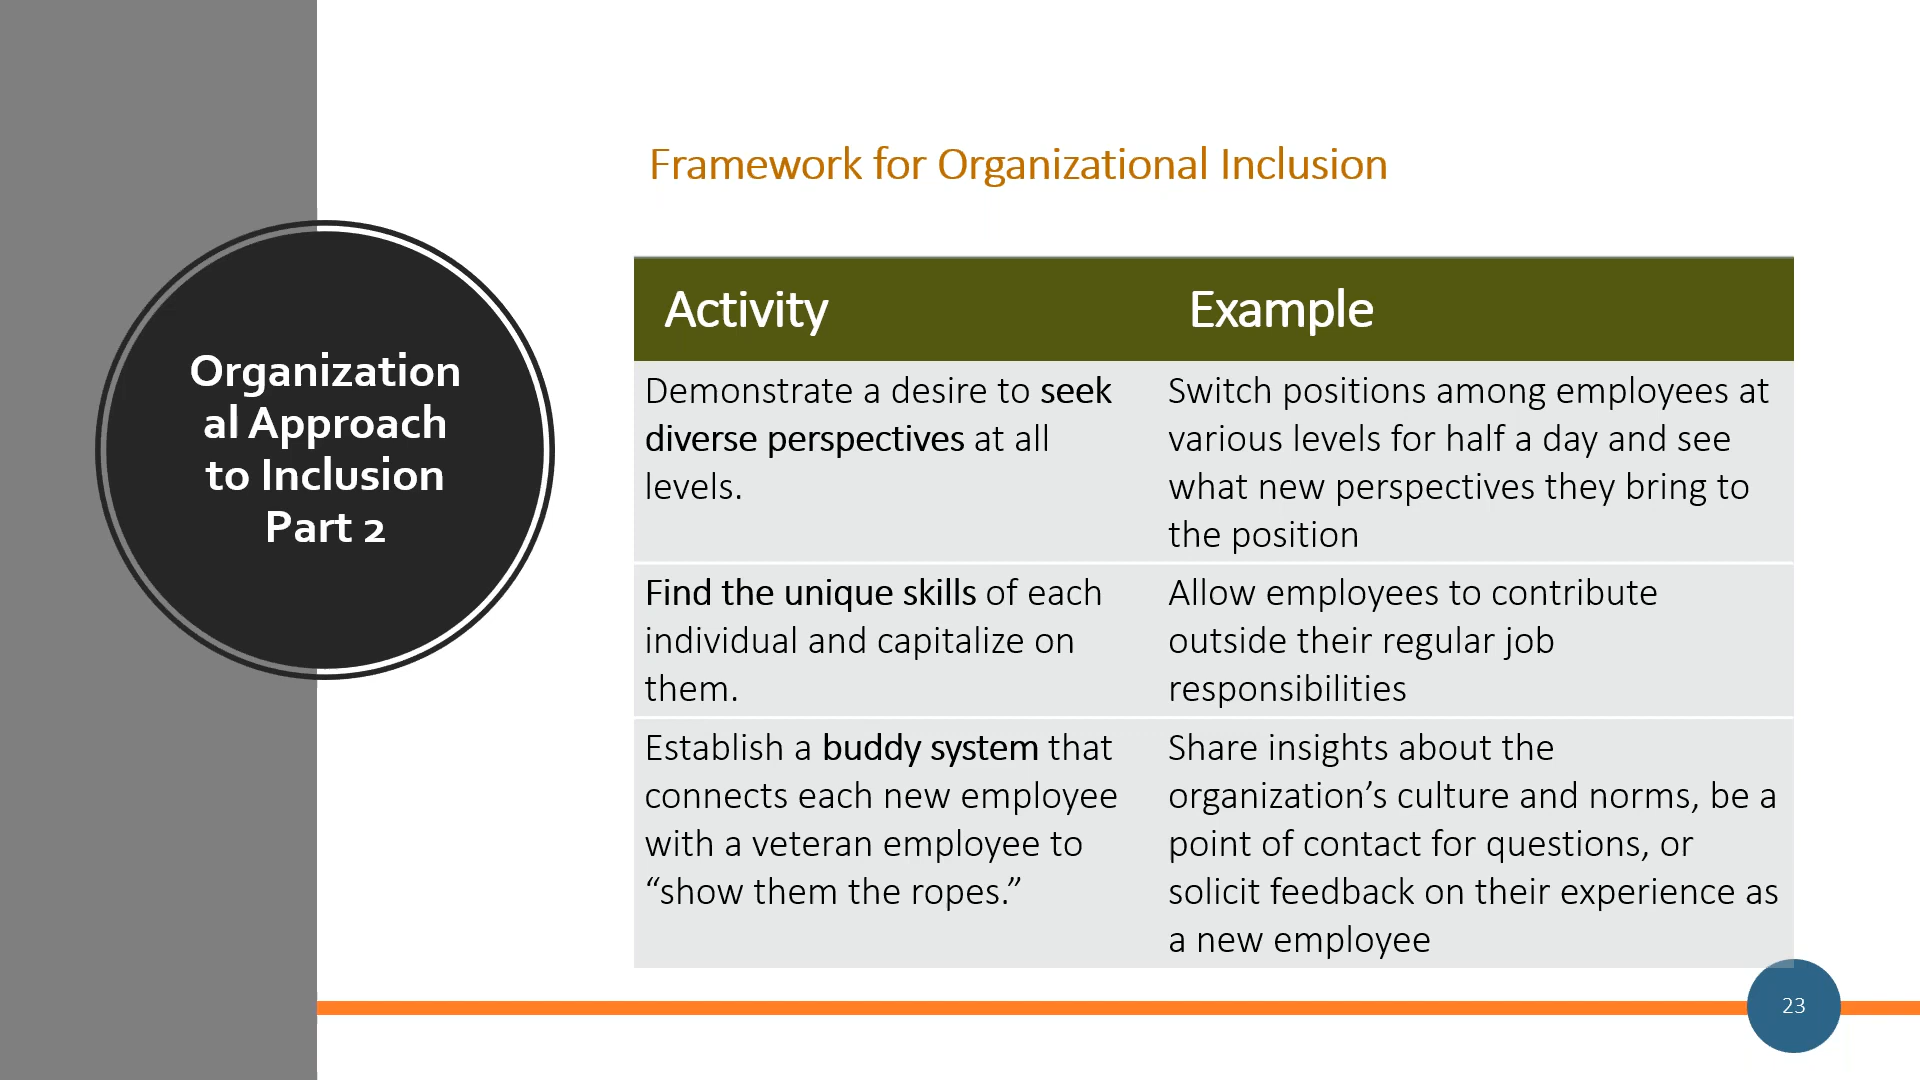 Organization
al Approach
to Inclusion
Part 2
Framework for Organizational Inclusion
Activity
Example
Demonstrate a desire to seek
diverse perspectives at all
levels.
Switch positions among employees at
various levels for half a day and see
what new perspectives they bring to
the position
Find the unique skills of each
individual and capitalize on
them.
Allow employees to contribute
outside their regular job
responsibilities
Establish a buddy system that
connects each new employee
with a veteran employee to
“show them the ropes.”
Share insights about the
organization’s culture and norms, be a
point of contact for questions, or
solicit feedback on their experience as
a new employee
23